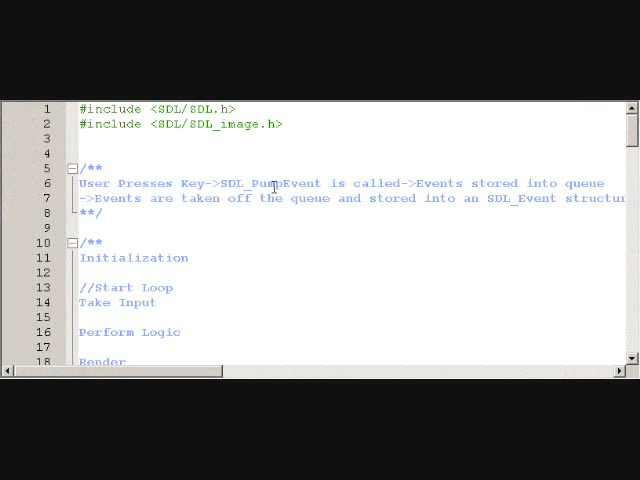 1 #include <SDL/SDL.h>
2 #include <SDL/SDL_image.h>
3
4
5 /**
6 User Presses Key->SDL_PumpEvent is called->Events stored into queue
7 ->Events are taken off the queue and stored into an SDL_Event structur
8 **/
9
10 /**
11 Initialization
12
13 //Start Loop
14 Take Input
15
16 Perform Logic
17
18 Render